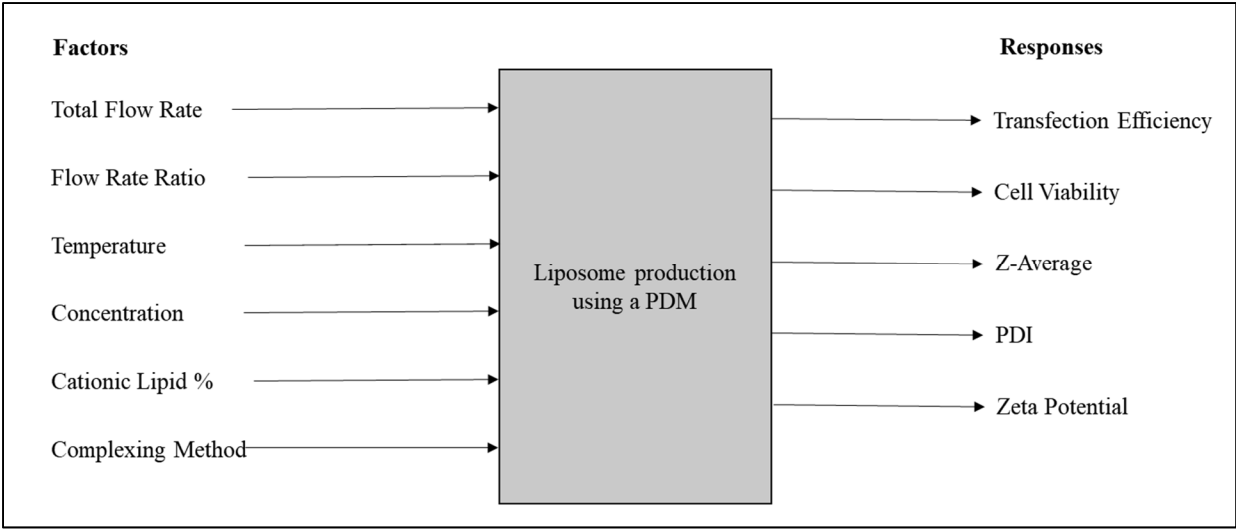 Factors
Total Flow Rate
Flow Rate Ratio
Temperature
Concentration
Cationic Lipid %
Complexing Method
Liposome production
using a PDM
Responses
Transfection Efficiency
Cell Viability
Z-Average
PDI
Zeta Potential